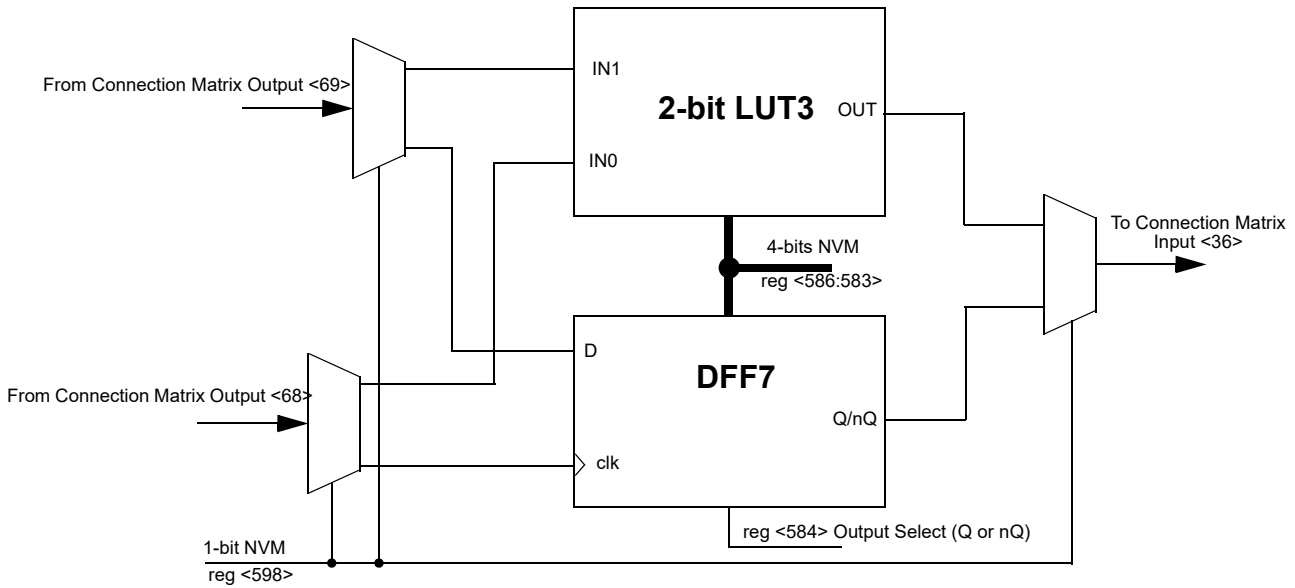 From Connection Matrix Output <69>
IN1
2-bit LUT3
OUT
IN0
To Connection Matrix
Input <36>
4-bits NVM
reg <586:583>
D
DFF7
From Connection Matrix Output <68>
Q/nQ
clk
reg <584> Output Select (Q or nQ)
1-bit NVM
reg <598>